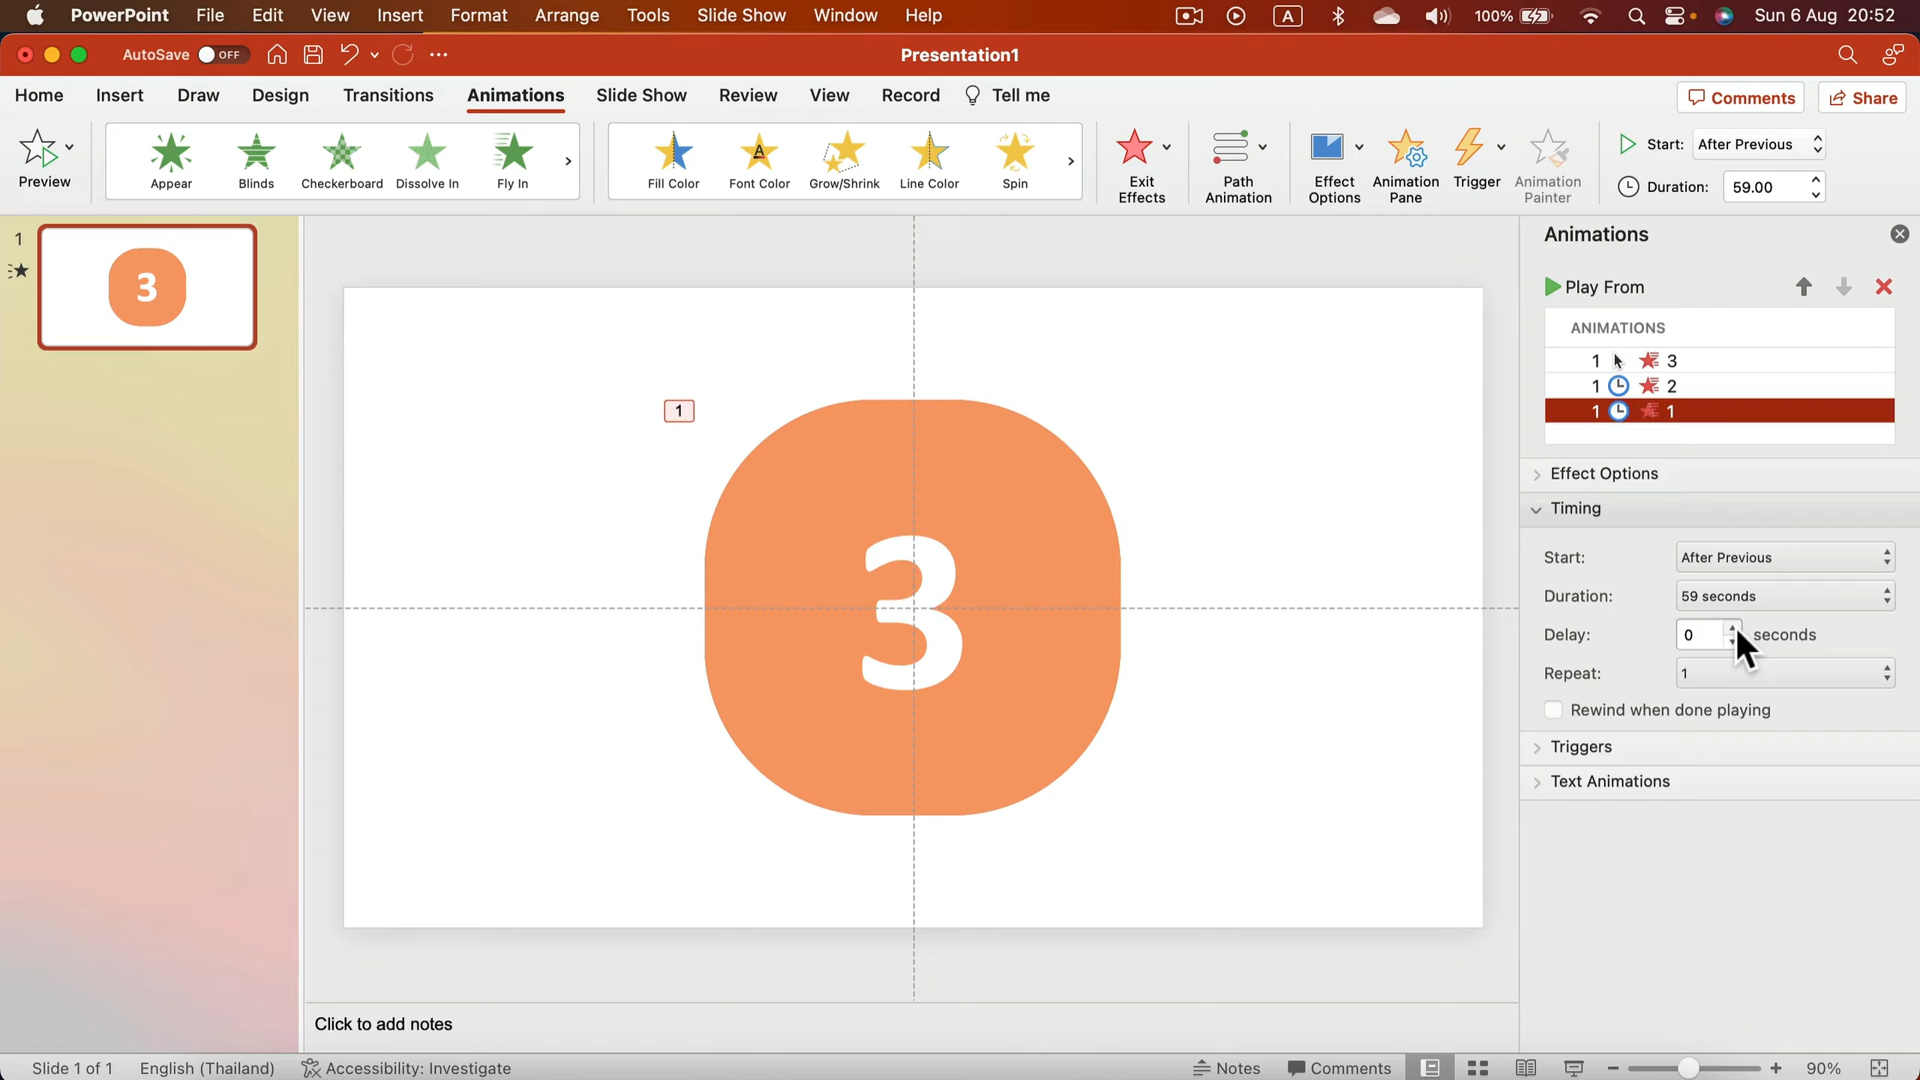 PowerPoint File Edit View Insert Format Arrange Tools Slide Show Window Help A 100% Sun 6 Aug 20:52
AutoSave OFF Presentation1
Home Insert Draw Design Transitions Animations Slide Show Review View Record Tell me Comments Share
Preview Appear Blinds Checkerboard Dissolve In Fly In Fill Color Font Color Grow/Shrink Line Color Spin Exit Effects Path Animation Effect Options Animation Pane Trigger Animation Painter
Start: After Previous
Duration: 59.00
1
3
1
3
Animations
Play From
ANIMATIONS
1 3
1 2
1 1
Effect Options
Timing
Start: After Previous
Duration: 59 seconds
Delay: 0 seconds
Repeat: 1
Rewind when done playing
Triggers
Text Animations
Click to add notes
Slide 1 of 1 English (Thailand) Accessibility: Investigate Notes Comments 90%